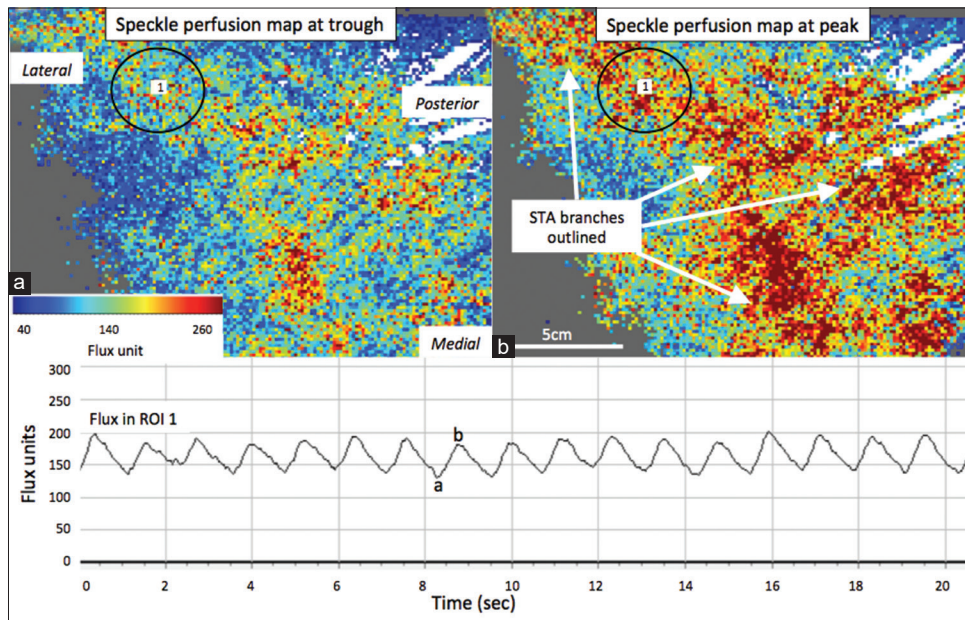 Speckle perfusion map at trough
Speckle perfusion map at peak
Lateral
1
1
Posterior
STA branches
outlined
a
40 140 260
Flux unit
Medial
b
5cm
300
250
200
150
100
50
0
Flux units
Flux in ROI 1
b
a
0 2 4 6 8 10 12 14 16 18 20
Time (sec)